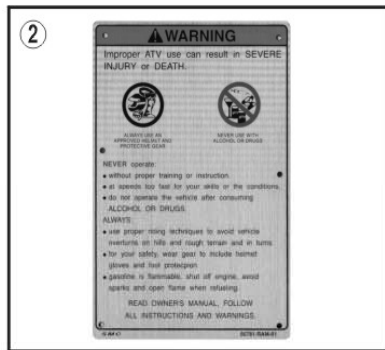 2
WARNING
Improper ATV use can result in SEVERE
INJURY or DEATH.
ALWAYS USE AN
APPROVED HELMET AND
PROTECTIVE GEAR
NEVER USE WITH
ALCOHOL OR DRUGS
NEVER operate:
• without proper training or instruction.
• at speeds too fast for your skills or the conditions.
• do not operate the vehicle after consuming
ALCOHOL OR DRUGS.
ALWAYS:
• use proper riding techniques to avoid vehicle
overturns on hills and rough terrain and in turns.
• for your safety, wear gear to include helmet
gloves and foot protection.
• gasoline is flammable, shut off engine, avoid
sparks and open flame when refueling.
READ OWNER'S MANUAL, FOLLOW
ALL INSTRUCTIONS AND WARNINGS.